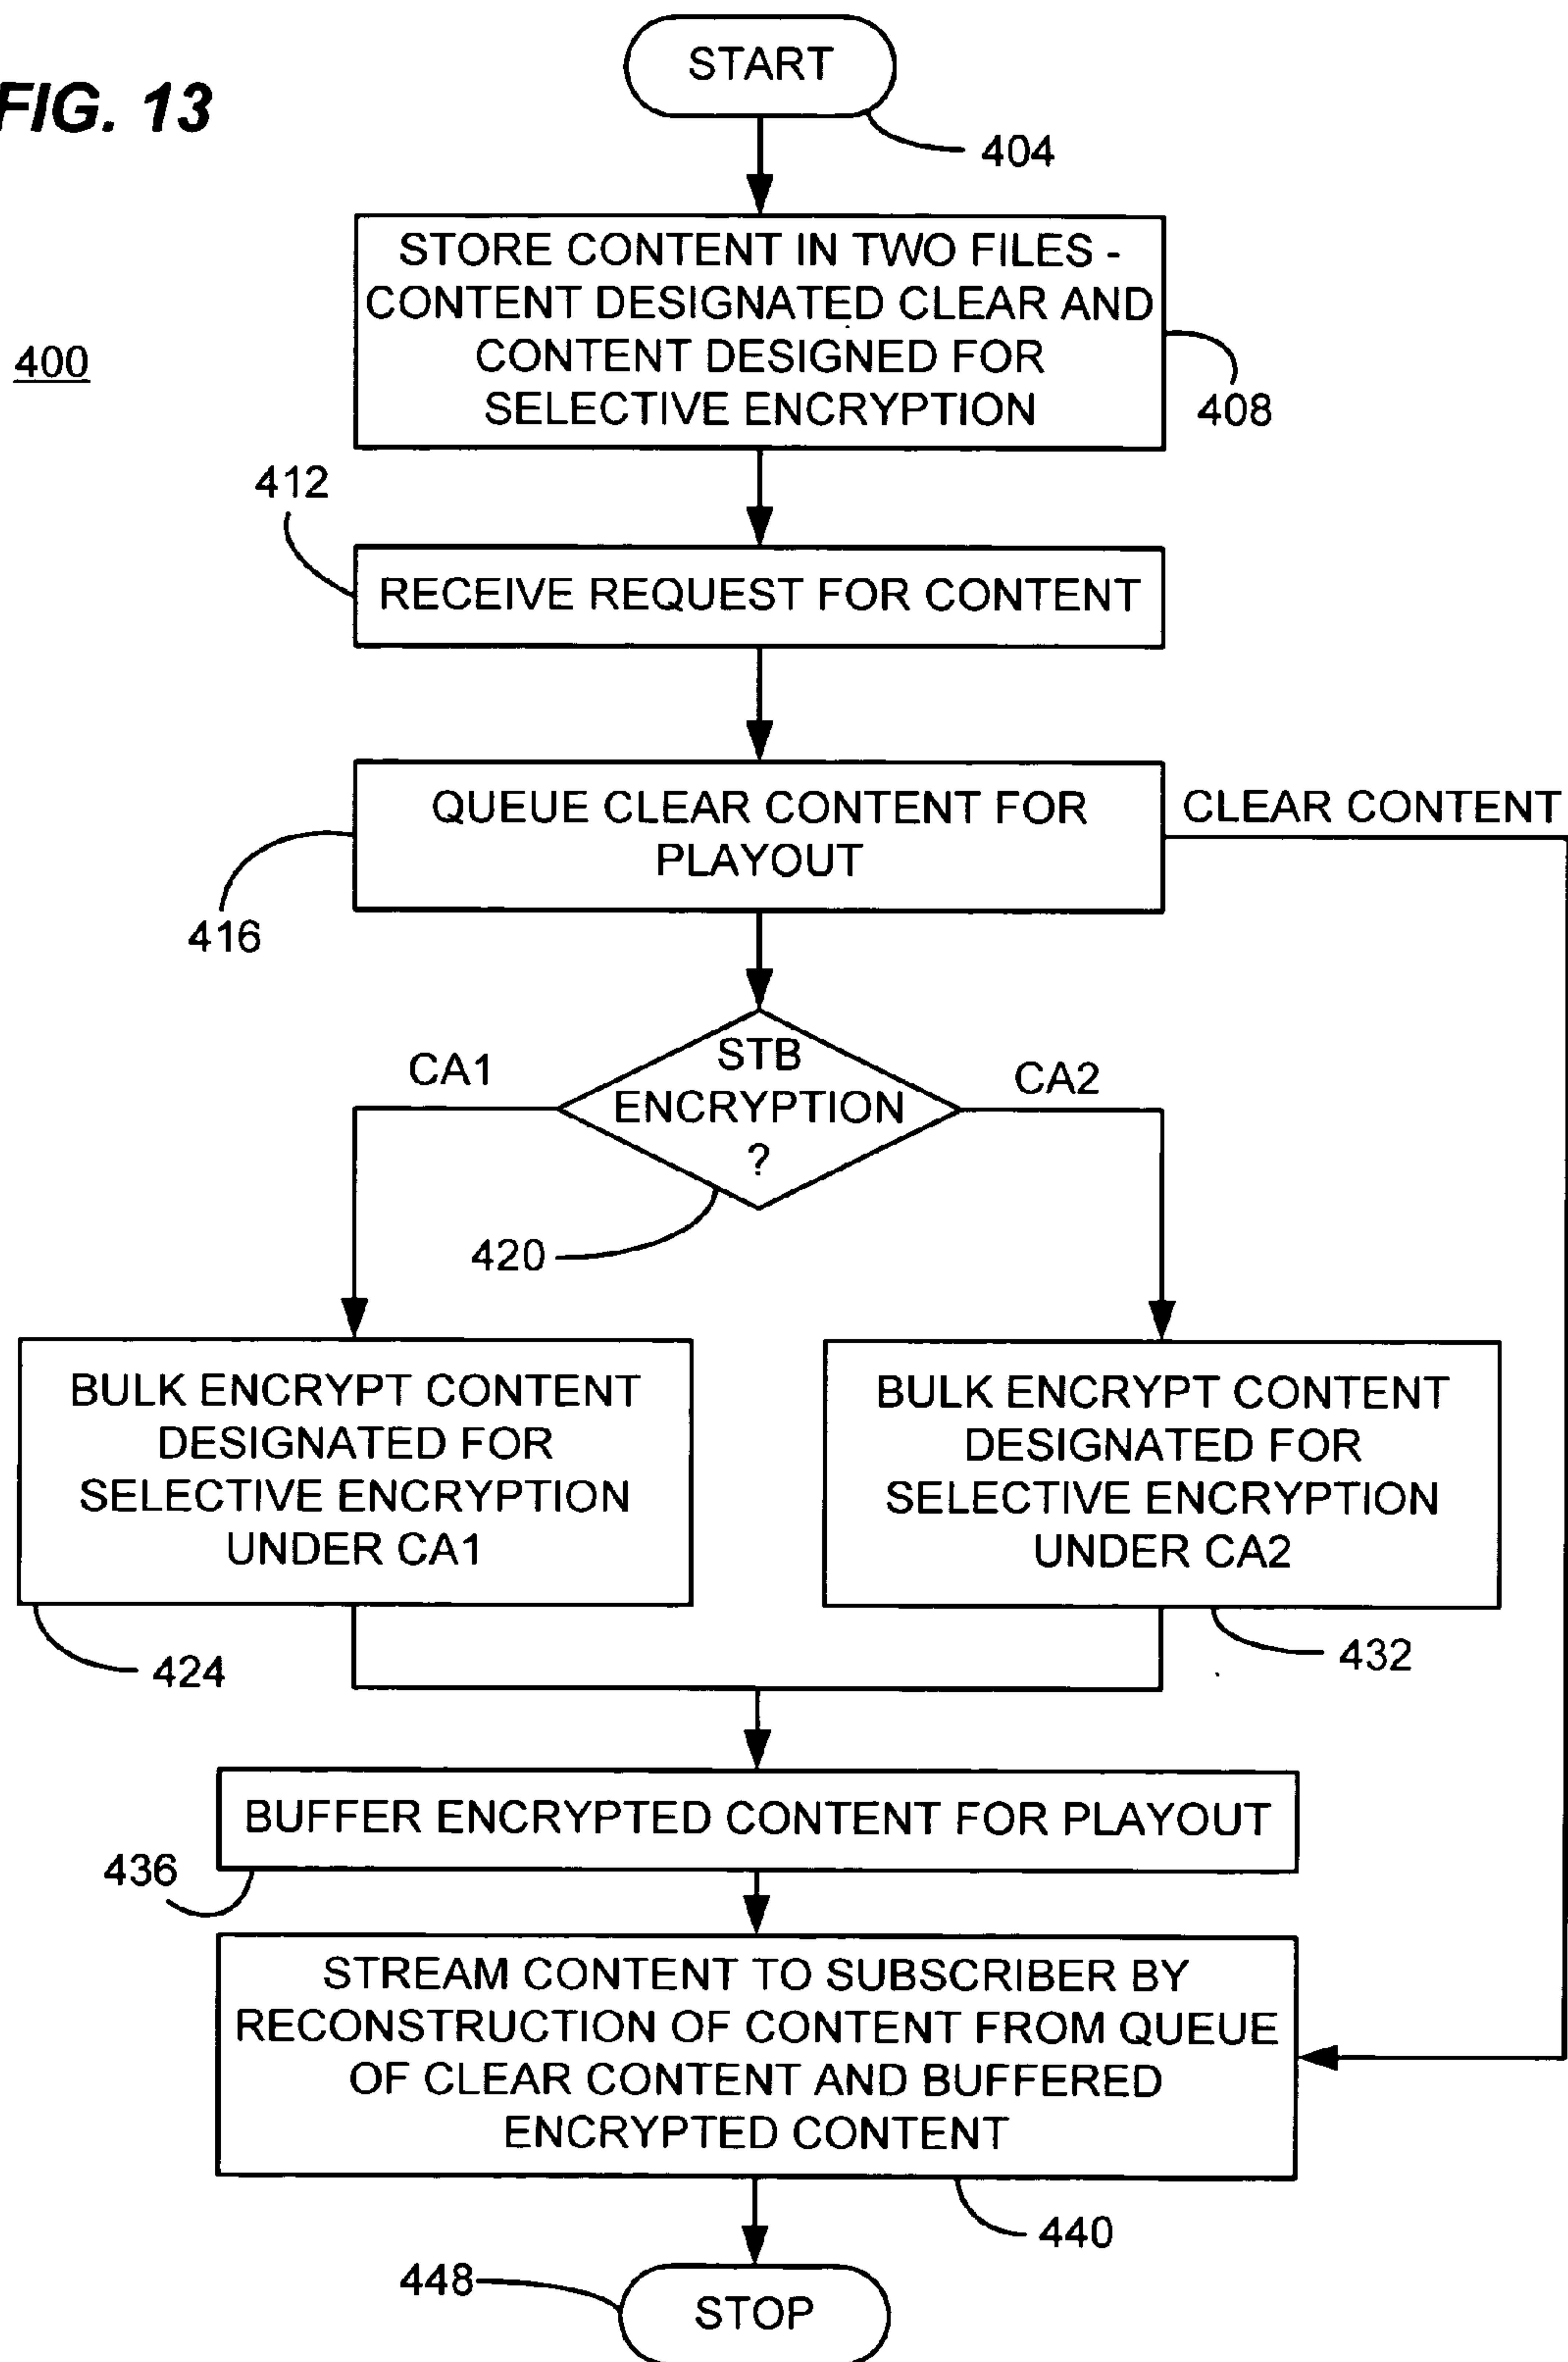 FIG. 13
START
404
400
STORE CONTENT IN TWO FILES -
CONTENT DESIGNATED CLEAR AND
CONTENT DESIGNED FOR
SELECTIVE ENCRYPTION
408
412
RECEIVE REQUEST FOR CONTENT
QUEUE CLEAR CONTENT FOR
PLAYOUT
CLEAR CONTENT
416
STB
ENCRYPTION
?
CA1
CA2
420
BULK ENCRYPT CONTENT
DESIGNATED FOR
SELECTIVE ENCRYPTION
UNDER CA1
424
BULK ENCRYPT CONTENT
DESIGNATED FOR
SELECTIVE ENCRYPTION
UNDER CA2
432
BUFFER ENCRYPTED CONTENT FOR PLAYOUT
436
STREAM CONTENT TO SUBSCRIBER BY
RECONSTRUCTION OF CONTENT FROM QUEUE
OF CLEAR CONTENT AND BUFFERED
ENCRYPTED CONTENT
440
448
STOP